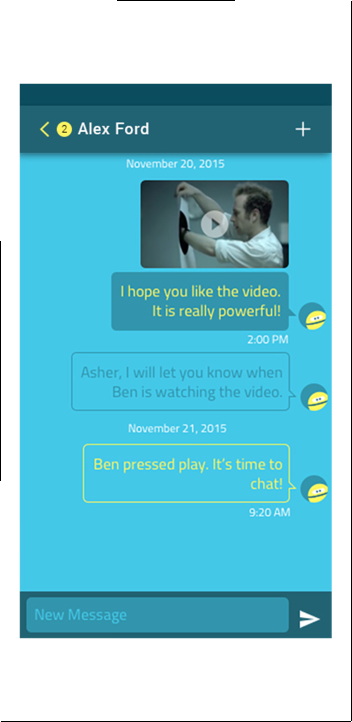 2 Alex Ford +
November 20, 2015
I hope you like the video.
It is really powerful!
2:00 PM
Asher, I will let you know when
Ben is watching the video.
November 21, 2015
Ben pressed play. It's time to
chat!
9:20 AM
New Message